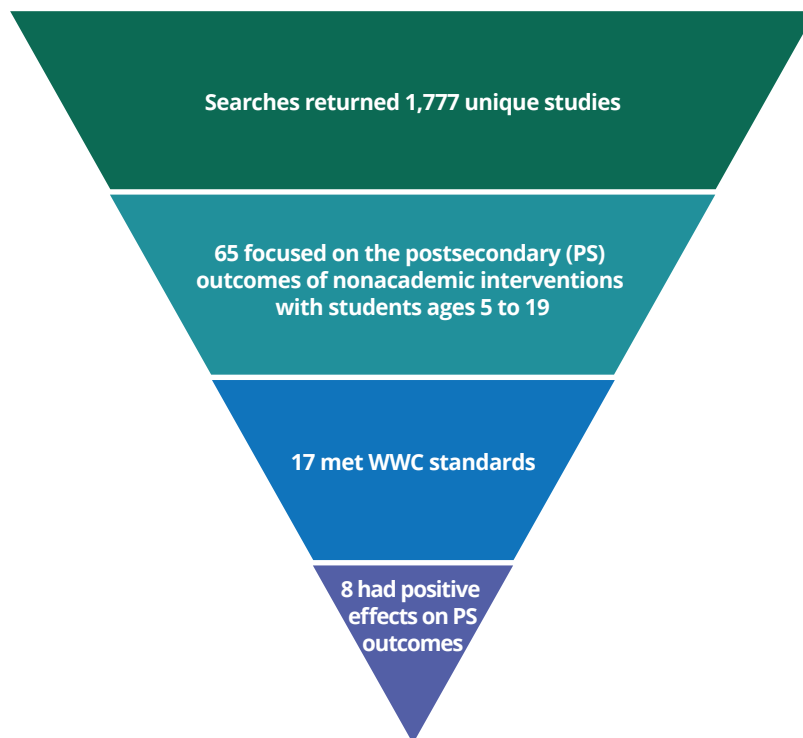 Searches returned 1,777 unique studies
65 focused on the postsecondary (PS)
outcomes of nonacademic interventions
with students ages 5 to 19
17 met WWC standards
8 had positive
effects on PS
outcomes